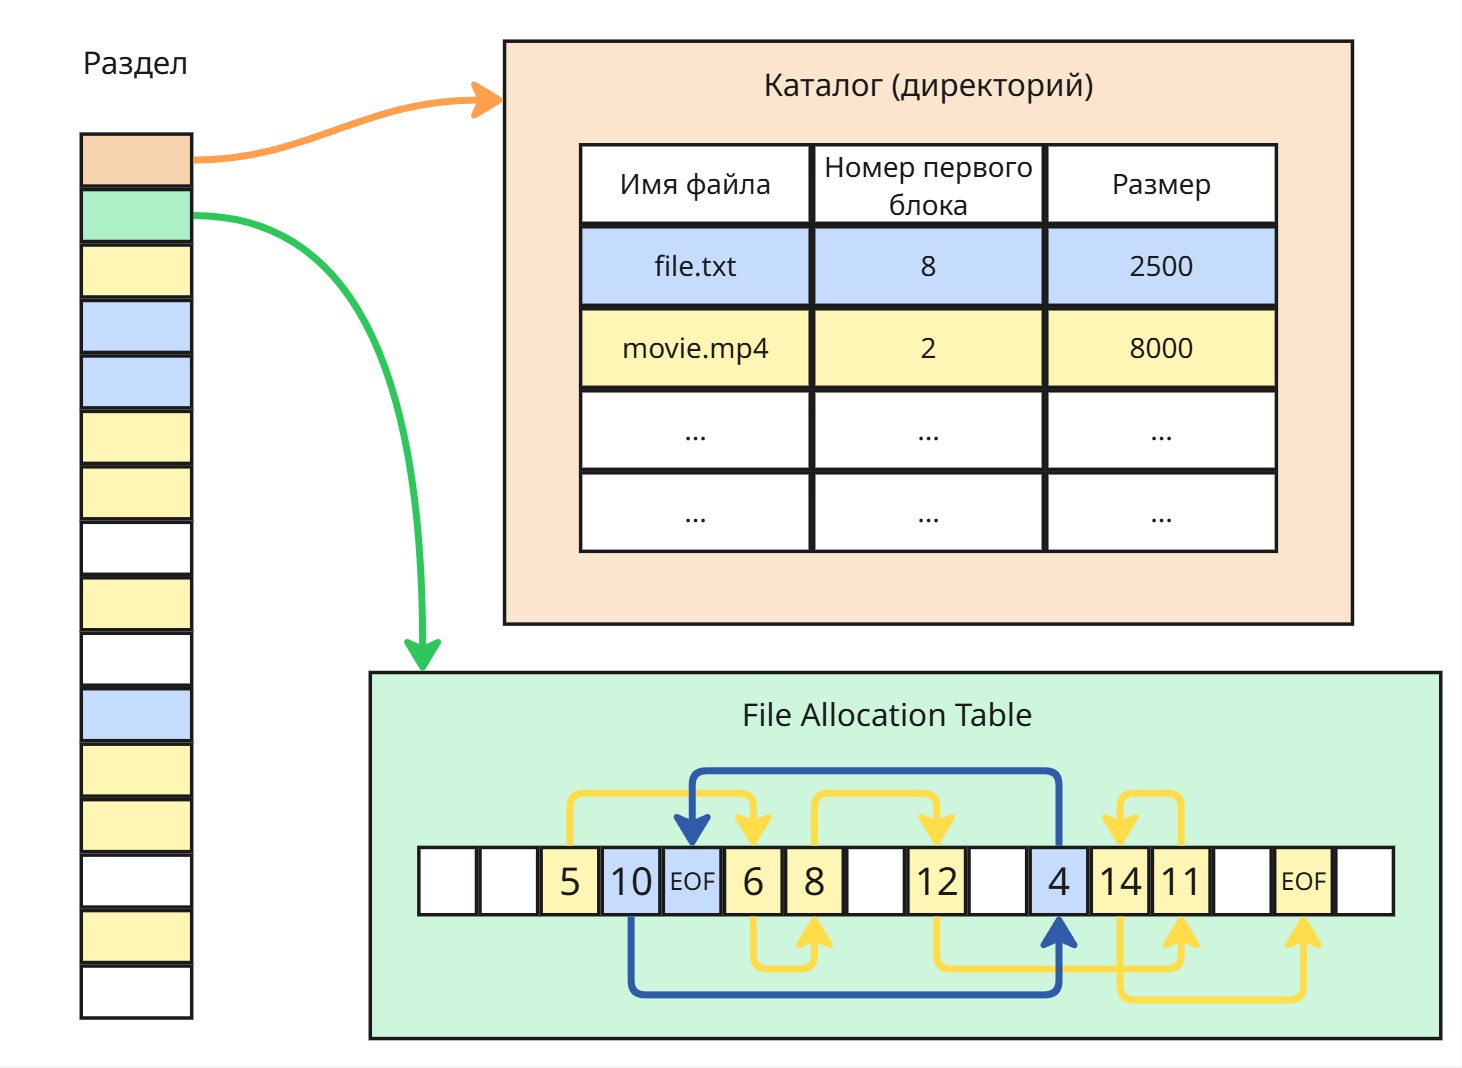 Раздел
Каталог (директорий)
Имя файла
Номер первого
блока
Размер
file.txt
8
2500
movie.mp4
2
8000
...
...
...
...
...
...
File Allocation Table
5
10
EOF
6
8
12
4
14
11
EOF